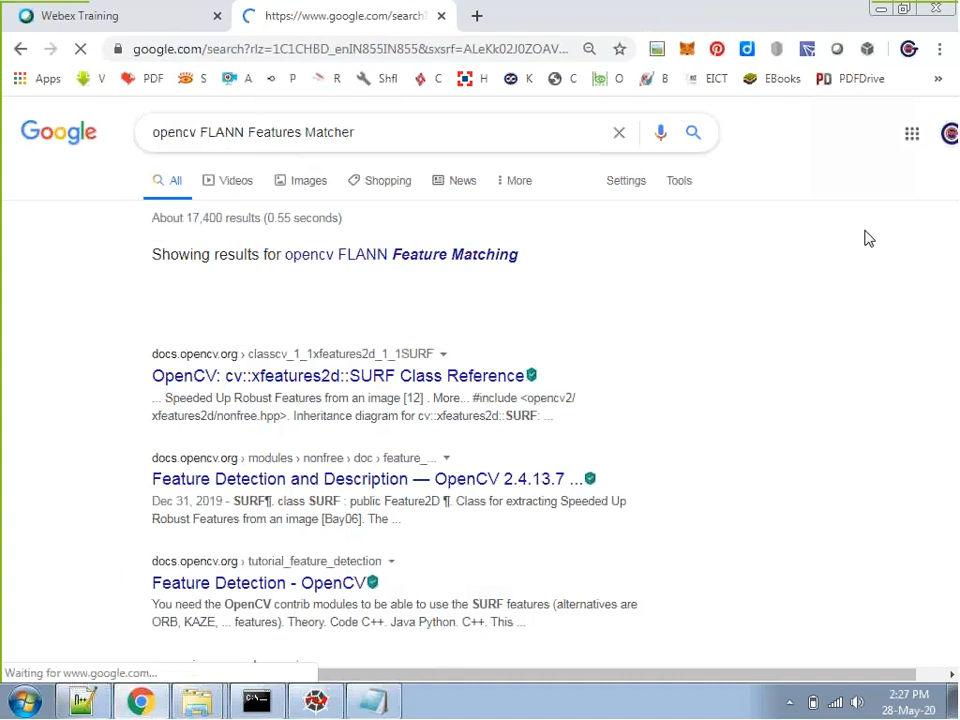 Webex Training
https://www.google.com/search?
google.com/search?rlz=1C1CHBD_enIN855IN855&sxsrf=ALeKk02J0ZOAV...
Apps V PDF S A P R Shfl C H K C O B EICT EBooks PD PDFDrive »
Google
opencv FLANN Features Matcher
All Videos Images Shopping News More Settings Tools
About 17,400 results (0.55 seconds)
Showing results for opencv FLANN Feature Matching
docs.opencv.org › classcv_1_1xfeatures2d_1_1SURF
OpenCV: cv::xfeatures2d::SURF Class Reference
... Speeded Up Robust Features from an image [12] . More... #include <opencv2/
xfeatures2d/nonfree.hpp>. Inheritance diagram for cv::xfeatures2d::SURF: ...
docs.opencv.org › modules › nonfree › doc › feature_...
Feature Detection and Description — OpenCV 2.4.13.7 ...
Dec 31, 2019 - SURF¶. class SURF : public Feature2D ¶. Class for extracting Speeded Up
Robust Features from an image [Bay06]. The ...
docs.opencv.org › tutorial_feature_detection
Feature Detection - OpenCV
You need the OpenCV contrib modules to be able to use the SURF features (alternatives are
ORB, KAZE, ... features). Theory. Code C++. Java Python. C++. This ...
Waiting for www.google.com...
2:27 PM
28-May-20